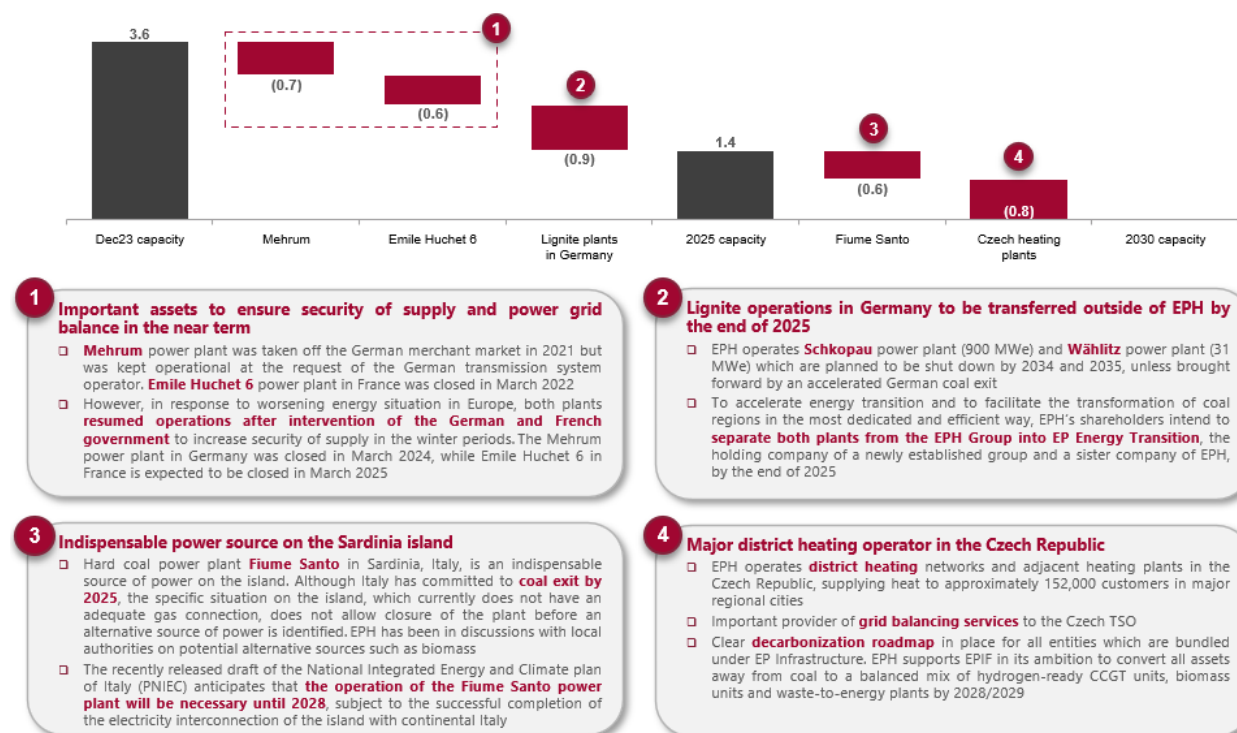 3.6
1
(0.7)
(0.6)
2
(0.9)
1.4
3
(0.6)
4
(0.8)
Dec23 capacity
Mehrum
Emile Huchet 6
Lignite plants
in Germany
2025 capacity
Fiume Santo
Czech heating
plants
2030 capacity
1
Important assets to ensure security of supply and power grid
balance in the near term
Mehrum power plant was taken off the German merchant market in 2021 but
was kept operational at the request of the German transmission system
operator. Emile Huchet 6 power plant in France was closed in March 2022
However, in response to worsening energy situation in Europe, both plants
resumed operations after intervention of the German and French
government to increase security of supply in the winter periods. The Mehrum
power plant in Germany was closed in March 2024, while Emile Huchet 6 in
France is expected to be closed in March 2025
2
Lignite operations in Germany to be transferred outside of EPH by
the end of 2025
EPH operates Schkopau power plant (900 MWe) and Wählitz power plant (31
MWe) which are planned to be shut down by 2034 and 2035, unless brought
forward by an accelerated German coal exit
To accelerate energy transition and to facilitate the transformation of coal
regions in the most dedicated and efficient way, EPH's shareholders intend to
separate both plants from the EPH Group into EP Energy Transition, the
holding company of a newly established group and a sister company of EPH,
by the end of 2025
3
Indispensable power source on the Sardinia island
Hard coal power plant Fiume Santo in Sardinia, Italy, is an indispensable
source of power on the island. Although Italy has committed to coal exit by
2025, the specific situation on the island, which currently does not have an
adequate gas connection, does not allow closure of the plant before an
alternative source of power is identified. EPH has been in discussions with local
authorities on potential alternative sources such as biomass
The recently released draft of the National Integrated Energy and Climate plan
of Italy (PNIEC) anticipates that the operation of the Fiume Santo power
plant will be necessary until 2028, subject to the successful completion of
the electricity interconnection of the island with continental Italy
4
Major district heating operator in the Czech Republic
EPH operates district heating networks and adjacent heating plants in the
Czech Republic, supplying heat to approximately 152,000 customers in major
regional cities
Important provider of grid balancing services to the Czech TSO
Clear decarbonization roadmap in place for all entities which are bundled
under EP Infrastructure. EPH supports EPIF in its ambition to convert all assets
away from coal to a balanced mix of hydrogen-ready CCGT units, biomass
units and waste-to-energy plants by 2028/2029